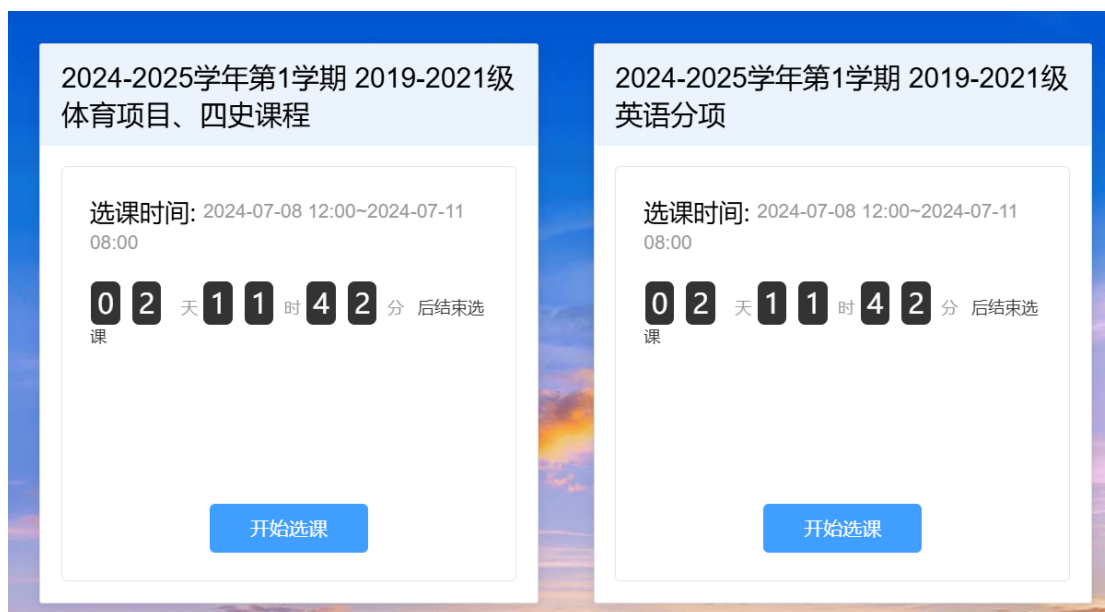 2024-2025学年第1学期 2019-2021级
体育项目、四史课程
选课时间: 2024-07-08 12:00~2024-07-11
08:00
0 2 天 1 1 时 4 2 分 后结束选
课
开始选课
2024-2025学年第1学期 2019-2021级
英语分项
选课时间: 2024-07-08 12:00~2024-07-11
08:00
0 2 天 1 1 时 4 2 分 后结束选
课
开始选课